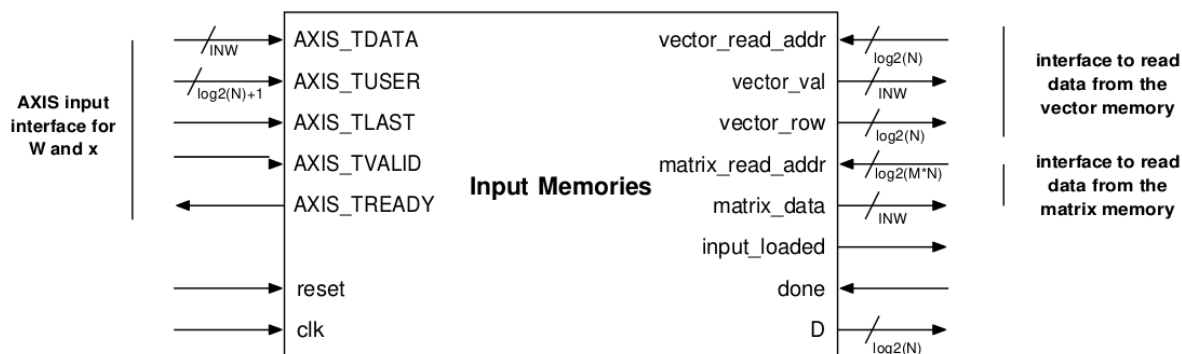 AXIS input
interface for
W and x
INW
AXIS_TDATA
log2(N)+1
AXIS_TUSER
AXIS_TLAST
AXIS_TVALID
AXIS_TREADY
reset
clk
Input Memories
vector_read_addr
log2(N)
vector_val
INW
vector_row
log2(N)
matrix_read_addr
log2(M*N)
matrix_data
INW
input_loaded
done
D
log2(N)
interface to read
data from the
vector memory
interface to read
data from the
matrix memory